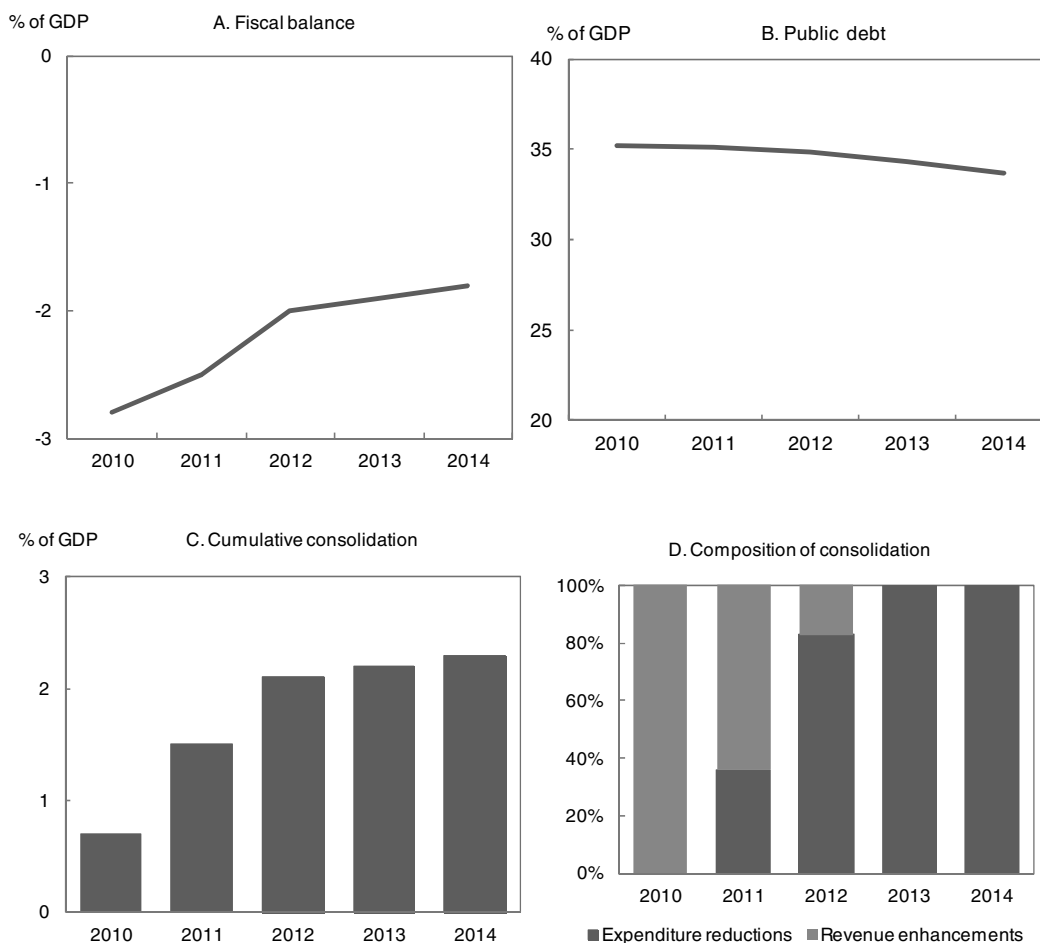 % of GDP
A. Fiscal balance
0
-1
-2
-3
2010 2011 2012 2013 2014
% of GDP
B. Public debt
40
35
30
25
20
2010 2011 2012 2013 2014
% of GDP
C. Cumulative consolidation
3
2
1
0
2010 2011 2012 2013 2014
D. Composition of consolidation
100%
80%
60%
40%
20%
0%
2010 2011 2012 2013 2014
Expenditure reductions Revenue enhancements